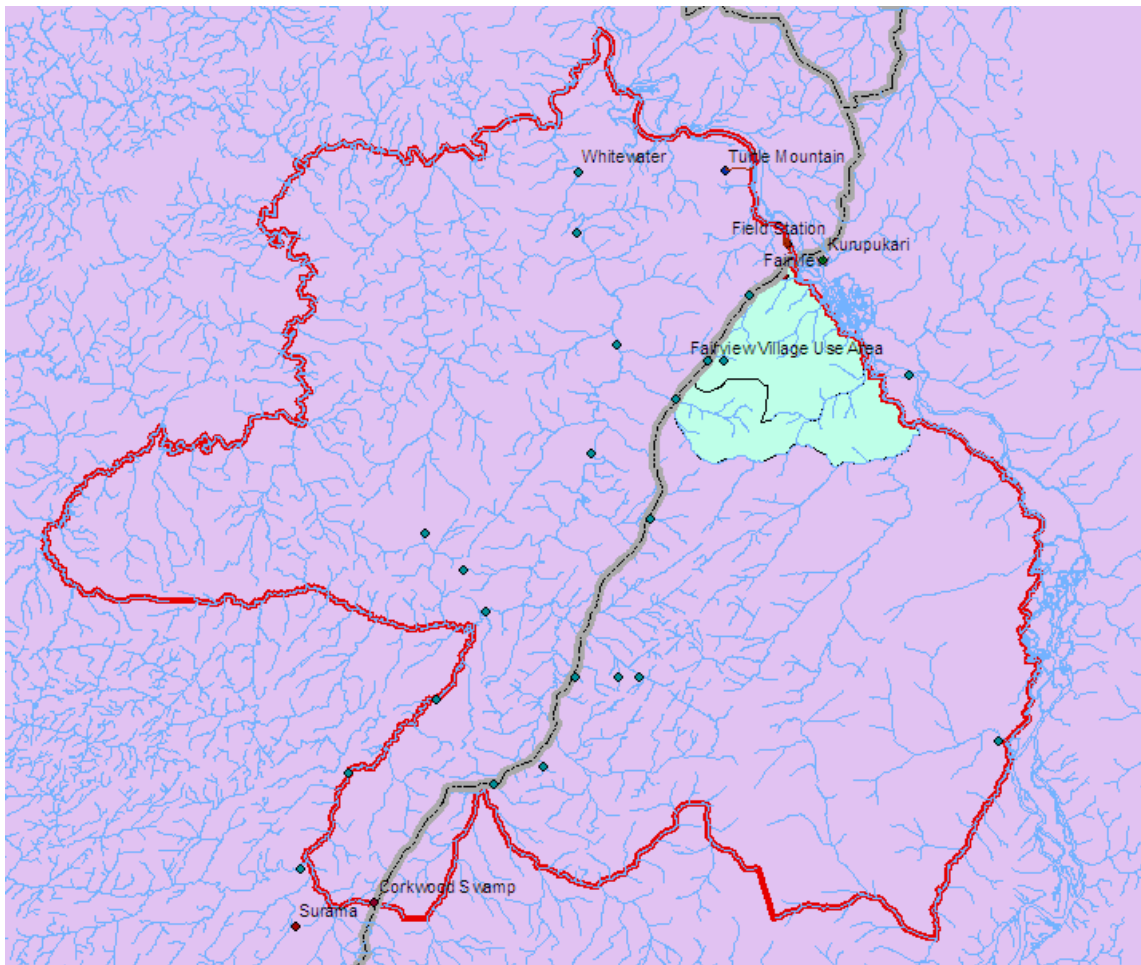 Whitewater
Turtle Mountain
Field Station
Kurupukari
Fairview
Fairview Village Use Area
Corkwood Swamp
Surama